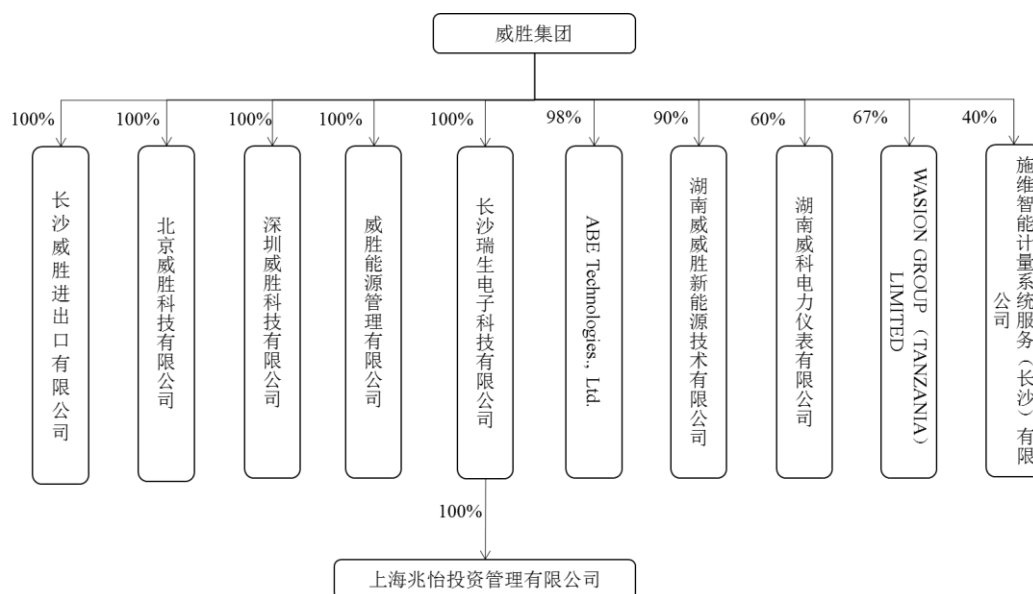 威胜集团
100%
100%
100%
100%
100%
98%
90%
60%
67%
40%
长沙威胜进出口有限公司
北京威胜科技有限公司
深圳威胜科技有限公司
威胜能源管理有限公司
长沙瑞生电子科技有限公司
ABE Technologies., Ltd.
湖南威威胜新能源技术有限公司
湖南威科电力仪表有限公司
WASION GROUP （TANZANIA）
LIMITED
施维智能计量系统服务（长沙）有限
公司
100%
上海兆怡投资管理有限公司